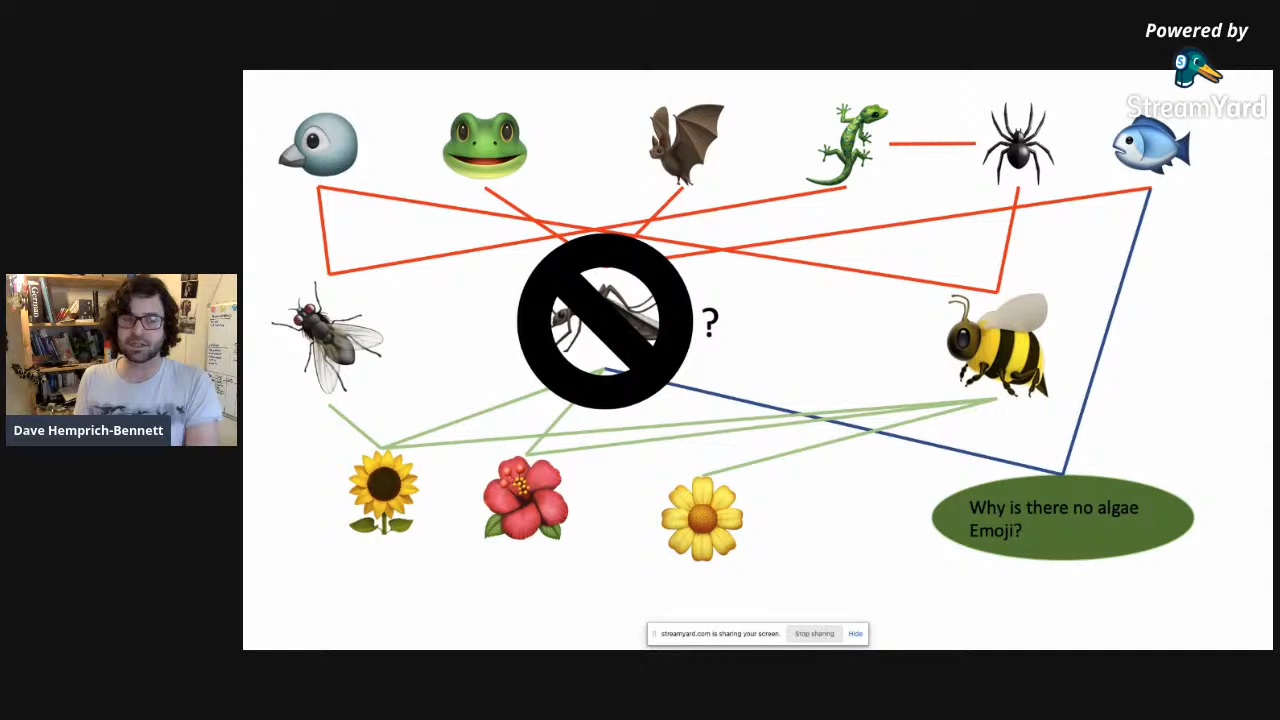 Powered by
StreamYard
?
German
Dave Hemprich-Bennett
Why is there no algae
Emoji?
streamyard.com is sharing your screen.
Stop sharing
Hide